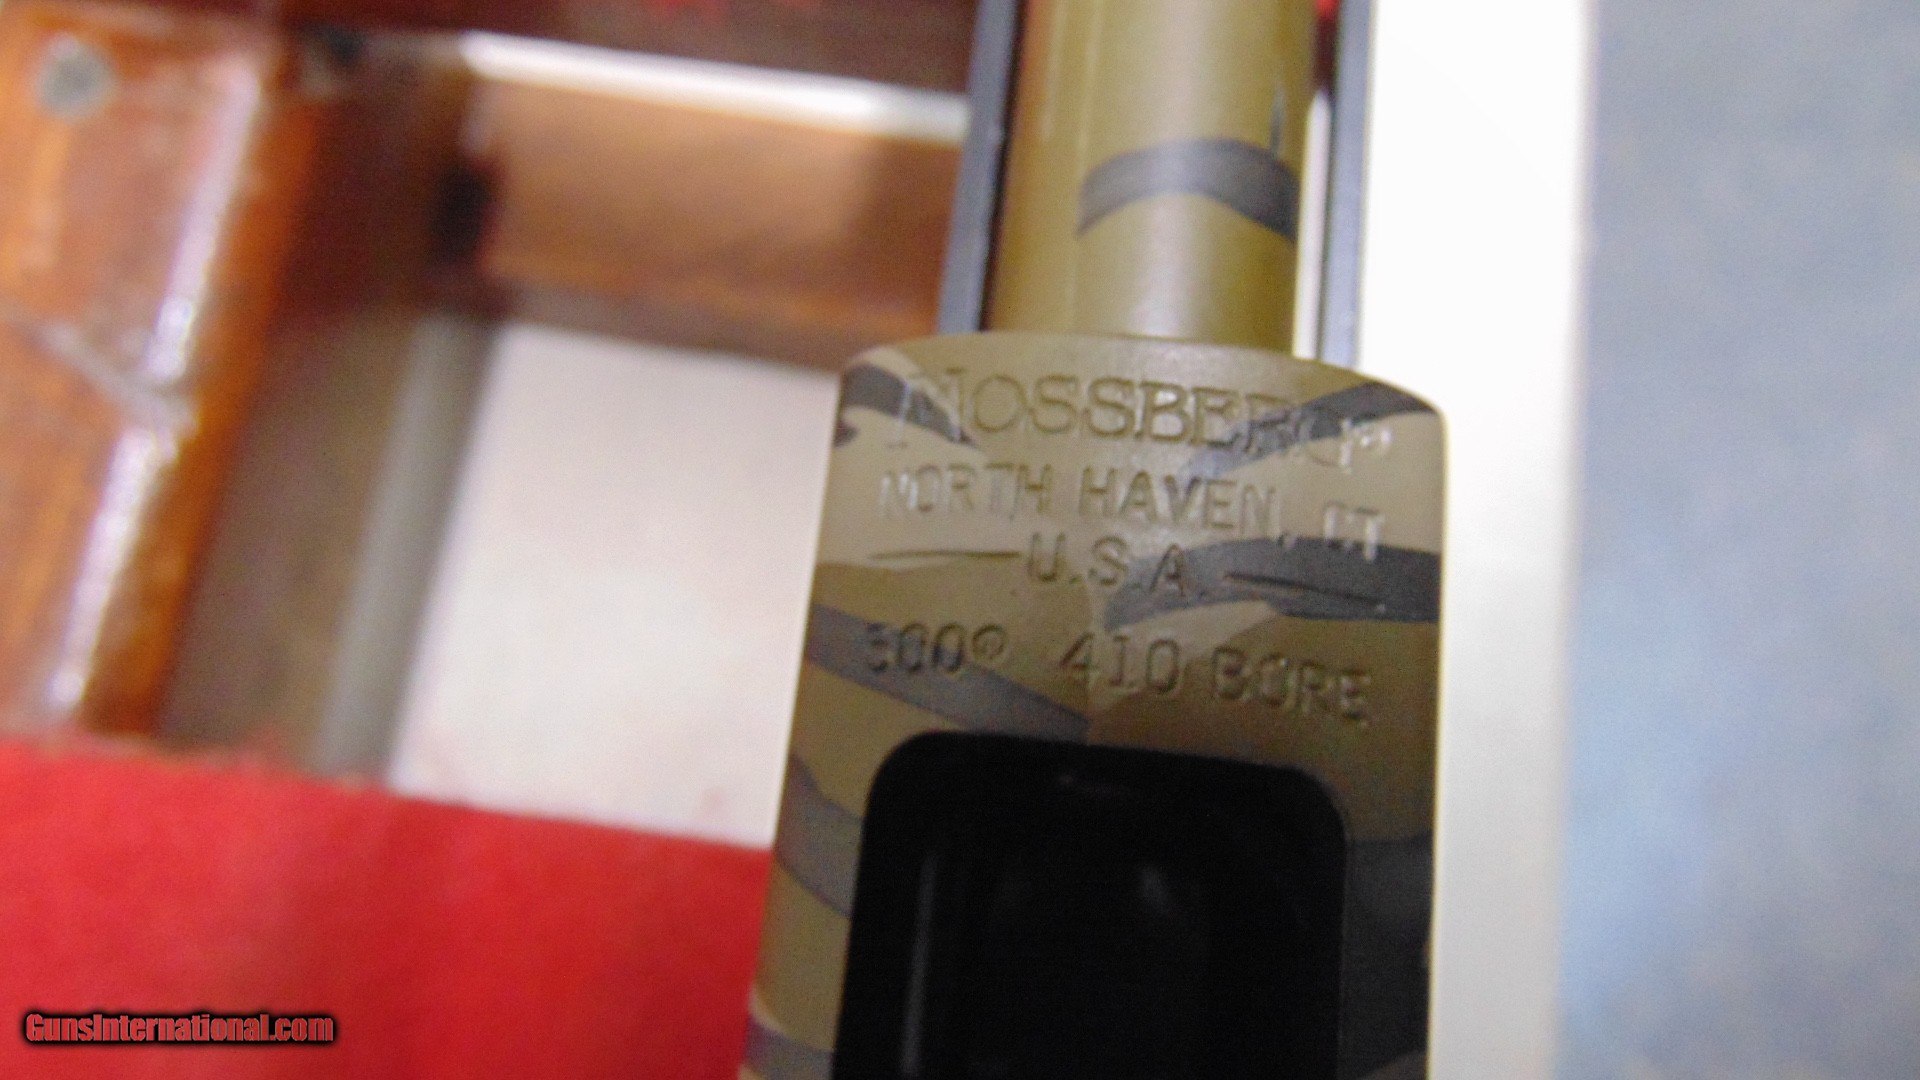 MOSSBERG®
NORTH HAVEN, CT
U.S.A.
500® 410 BORE
GunsInternational.com